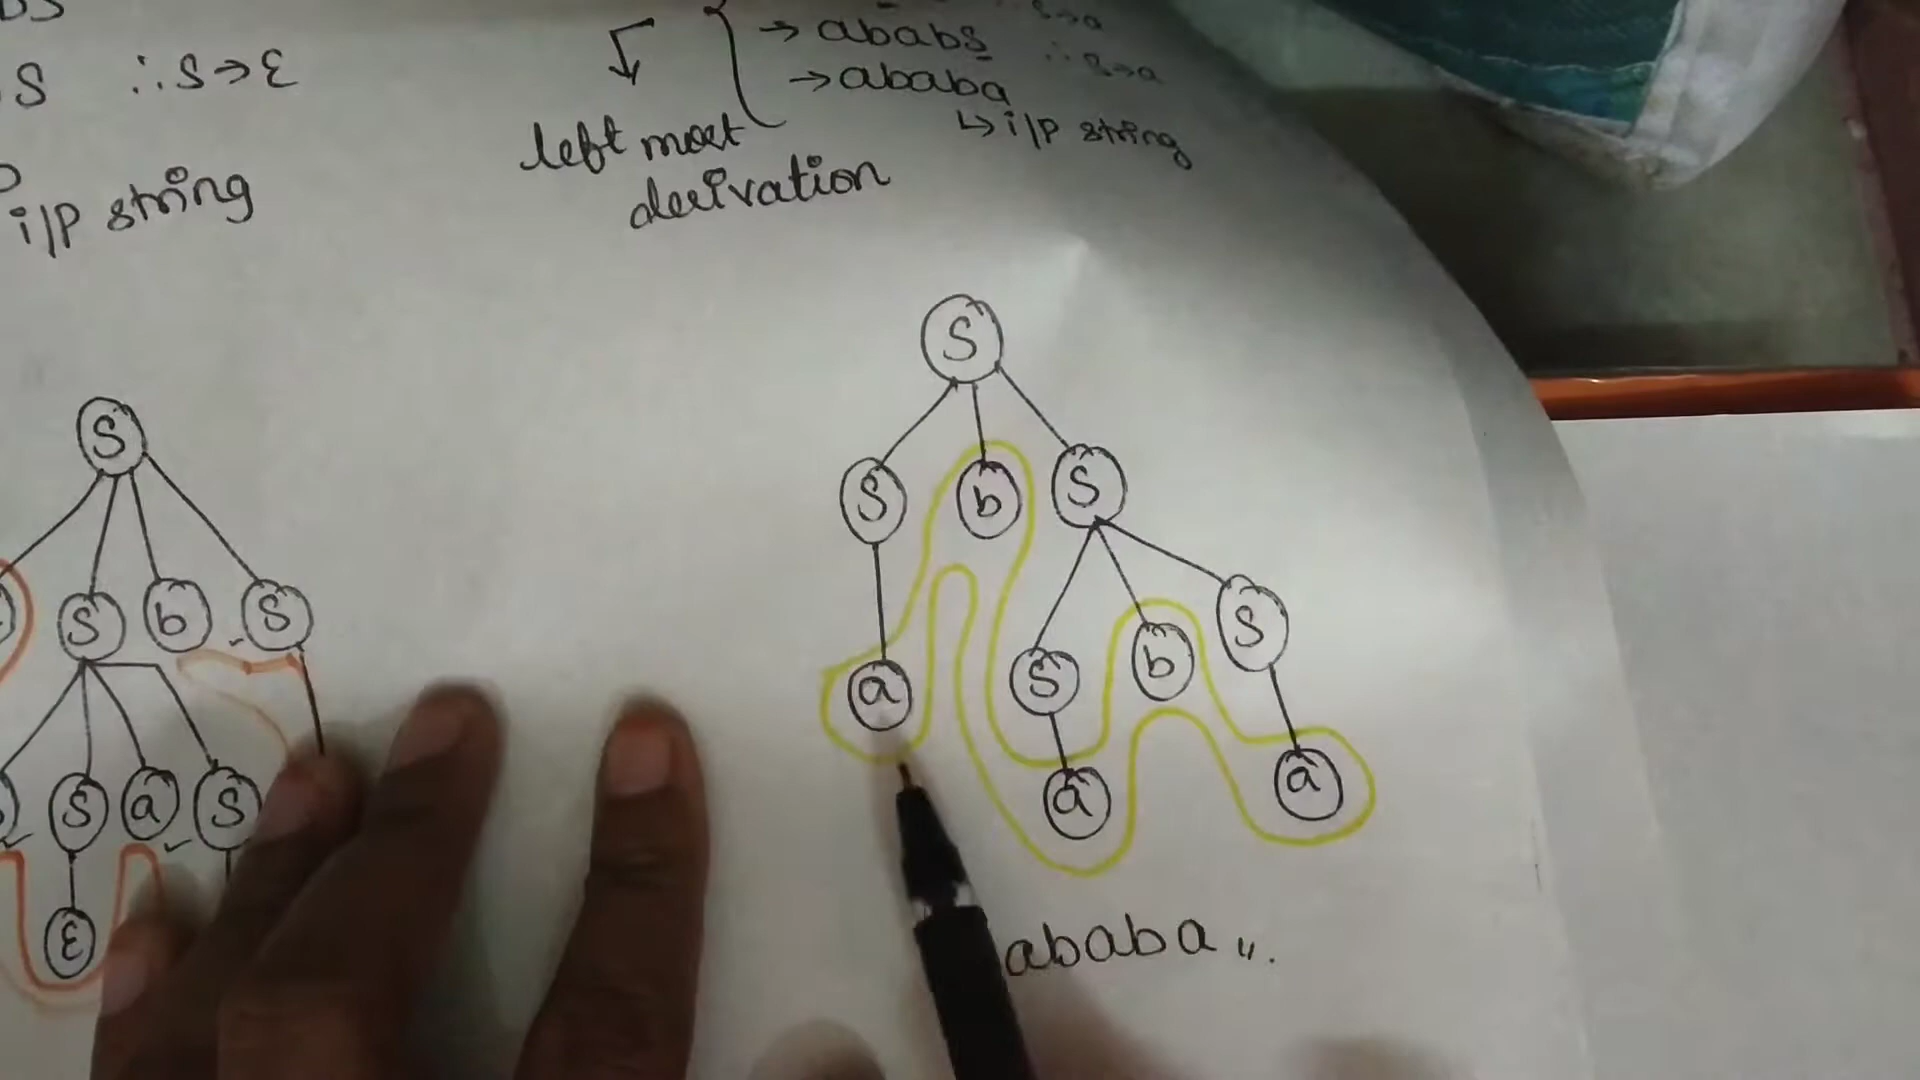 S ∴S→ε
i/p string
→ ababs ∴S→a
→ ababa ∴S→a
↳ i/p string
left most
derivation
S
S b S
a
S b S
a a
ababa
S
S b S
S a S
ε